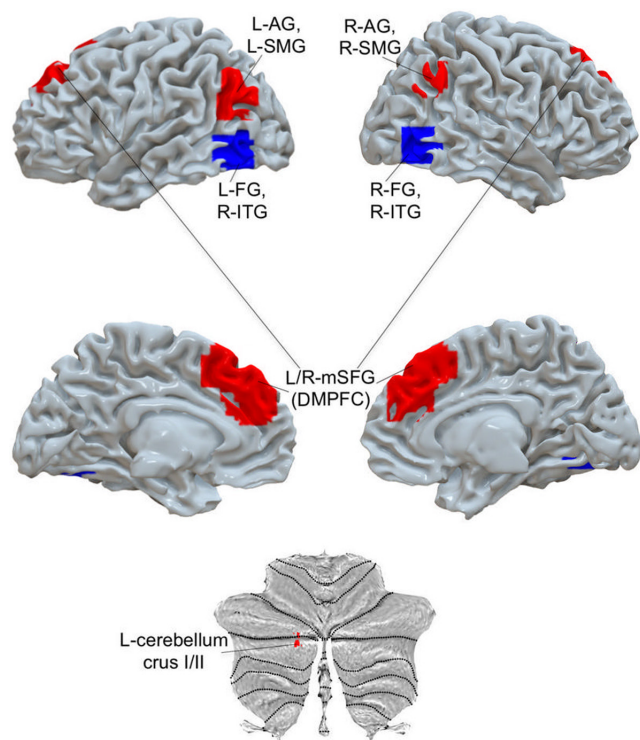 L-AG,
L-SMG
R-AG,
R-SMG
L-FG,
R-ITG
R-FG,
R-ITG
L/R-mSFG
(DMPFC)
L-cerebellum
crus I/II